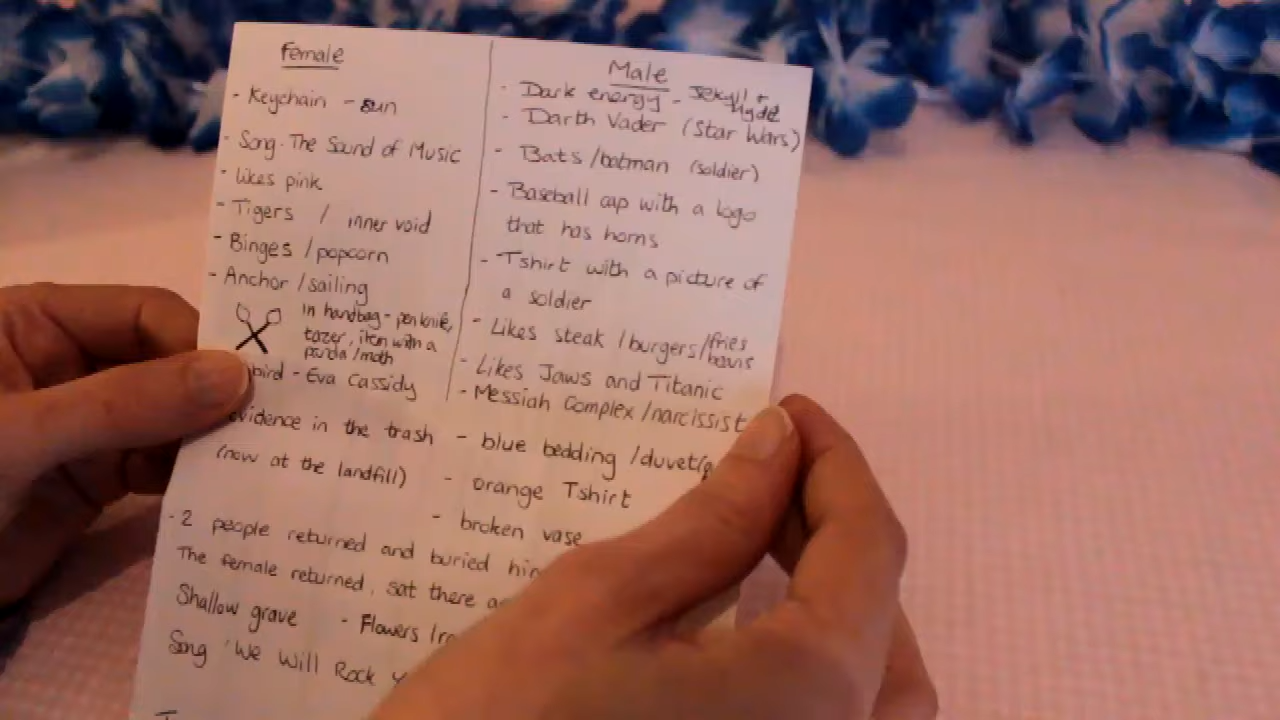 Female
- Keychain - sun
- Song. The Sound of Music
- likes pink
- Tigers / inner void
- Binges / popcorn
- Anchor / sailing
in handbag - penknife,
tazer, item with a
panda / moth
bird - Eva Cassidy
Male
- Dark energy - Jekyll + Hyde
- Darth Vader (Star Wars)
- Bats / batman (soldier)
- Baseball cap with a logo
that has horns
- Tshirt with a picture of
a soldier
- Likes steak / burgers / fries
- Likes Jaws and Titanic
- Messiah Complex / narcissist
evidence in the trash - blue bedding / duvet
(now at the landfill) - orange Tshirt
- broken vase
- 2 people returned and buried
The female returned, sat there
Shallow grave - Flowers
Song 'We Will Rock